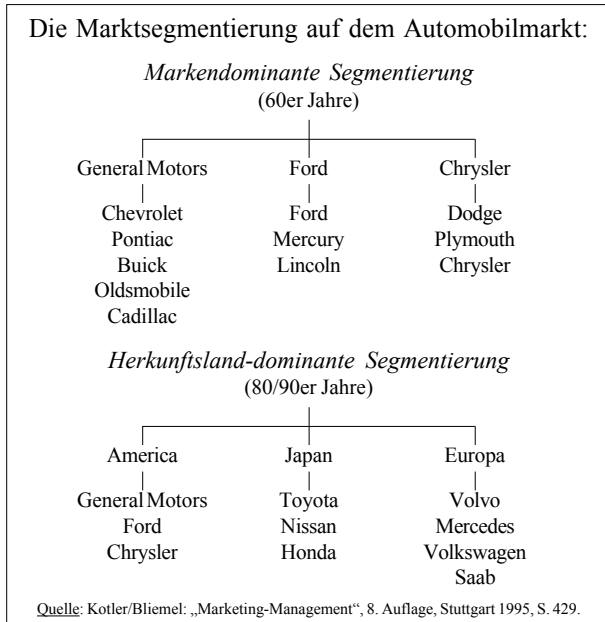 Die Marktsegmentierung auf dem Automobilmarkt:
Markendominante Segmentierung
(60er Jahre)
General Motors Ford Chrysler
Chevrolet Ford Dodge
Pontiac Mercury Plymouth
Buick Lincoln Chrysler
Oldsmobile
Cadillac
Herkunftsland-dominante Segmentierung
(80/90er Jahre)
America Japan Europa
General Motors Toyota Volvo
Ford Nissan Mercedes
Chrysler Honda Volkswagen
Saab
Quelle: Kotler/Bliemel: „Marketing-Management“, 8. Auflage, Stuttgart 1995, S. 429.